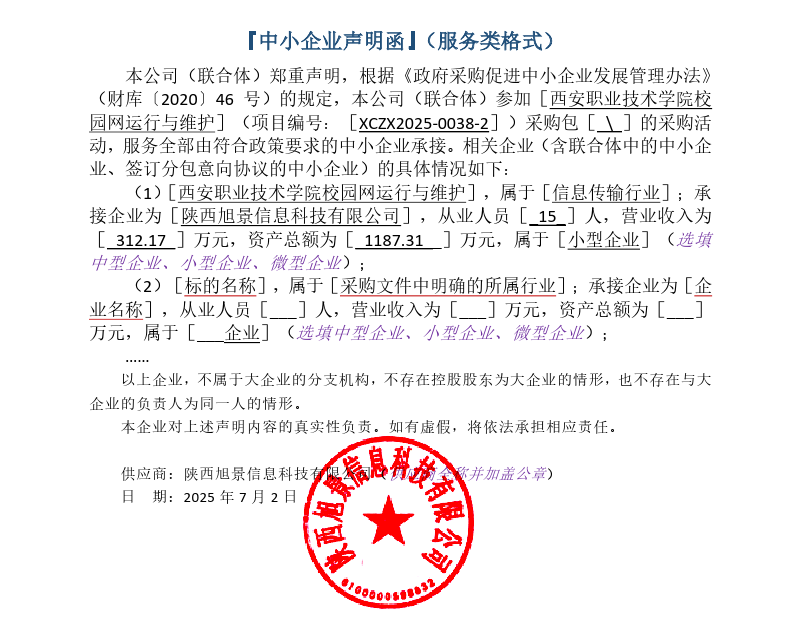 『中小企业声明函』（服务类格式）
本公司（联合体）郑重声明，根据《政府采购促进中小企业发展管理办法》
（财库〔2020〕46 号）的规定，本公司（联合体）参加［西安职业技术学院校
园网运行与维护］（项目编号：［XCZX2025-0038-2］）采购包［ \ ］的采购活
动，服务全部由符合政策要求的中小企业承接。相关企业（含联合体中的中小企
业、签订分包意向协议的中小企业）的具体情况如下：
（1）［西安职业技术学院校园网运行与维护］，属于［信息传输行业］；承
接企业为［陕西旭景信息科技有限公司］，从业人员［_15_］人，营业收入为
［ 312.17 ］万元，资产总额为［ 1187.31 ］万元，属于［小型企业］（选填
中型企业、小型企业、微型企业）；
（2）［标的名称］，属于［采购文件中明确的所属行业］；承接企业为［企
业名称］，从业人员［___］人，营业收入为［___］万元，资产总额为［___］
万元，属于［___企业］（选填中型企业、小型企业、微型企业）；
……
以上企业，不属于大企业的分支机构，不存在控股股东为大企业的情形，也不存在与大
企业的负责人为同一人的情形。
本企业对上述声明内容的真实性负责。如有虚假，将依法承担相应责任。
供应商：陕西旭景信息科技有限公司（供应商全称并加盖公章）
日 期：2025 年 7 月 2 日
陕西旭景信息科技有限公司